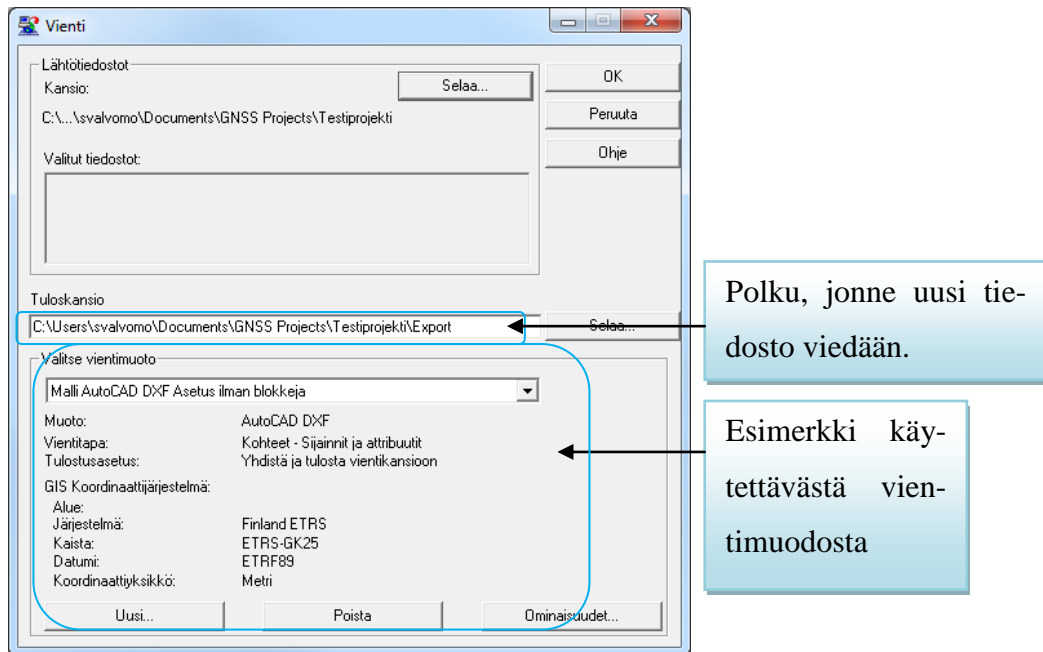 Vienti
Lähtötiedostot
Kansio:
Selaa...
C:\...\svalvomo\Documents\GNSS Projects\Testiprojekti
Valitut tiedostot:
OK
Peruuta
Ohje
Tuloskansio
C:\Users\svalvomo\Documents\GNSS Projects\Testiprojekti\Export
Selaa...
Valitse vientimuoto
Malli AutoCAD DXF Asetus ilman blokkeja
Muoto: AutoCAD DXF
Vientitapa: Kohteet - Sijainnit ja attribuutit
Tulostusasetus: Yhdistä ja tulosta vientikansioon
GIS Koordinaattijärjestelmä:
Alue:
Järjestelmä: Finland ETRS
Kaista: ETRS-GK25
Datumi: ETRF89
Koordinaattiyksikkö: Metri
Uusi... Poista Ominaisuudet...
Polku, jonne uusi tie-
dosto viedään.
Esimerkki käy-
tettävästä vien-
timuodosta